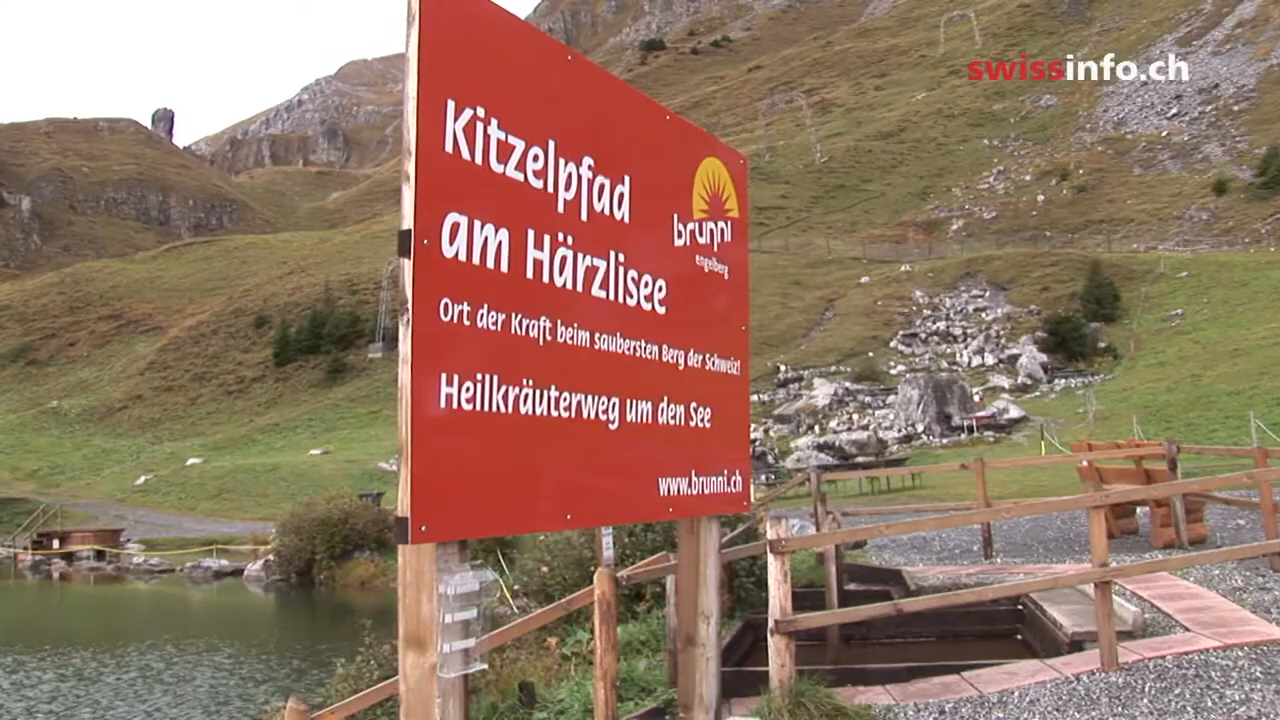 swissinfo.ch
Kitzelpfad
am Härzlisee
brunni
engelberg
Ort der Kraft beim saubersten Berg der Schweiz!
Heilkräuterweg um den See
www.brunni.ch